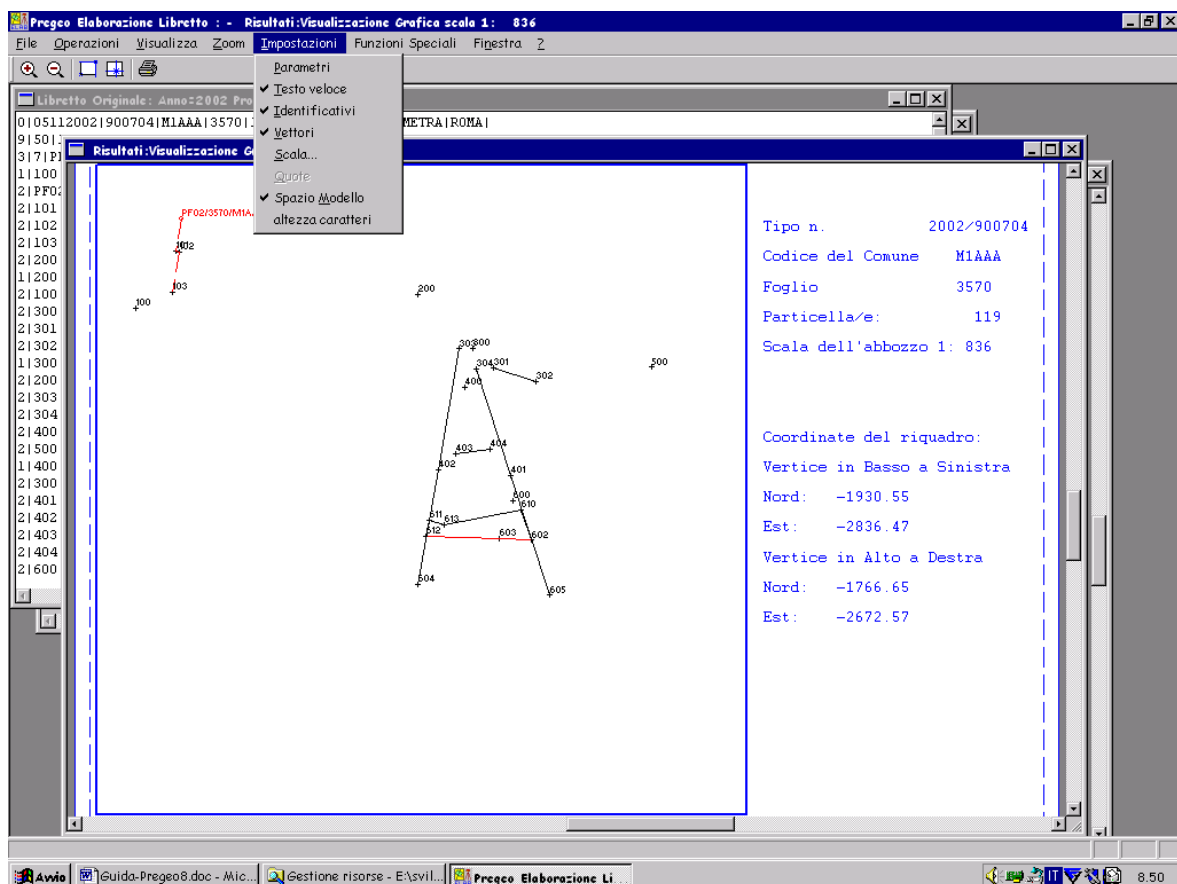 Pregeo Elaborazione Libretto : - Risultati:Visualizzazione Grafica scala 1: 836
File Operazioni Visualizza Zoom Impostazioni Funzioni Speciali Finestra ?
Parametri
Testo veloce
Identificativi
Vettori
Scala...
Quote
Spazio Modello
altezza caratteri
Libretto Originale: Anno=2002 Pro
0|05112002|900704|M1AAA|3570|
METRA|ROMA|
9|50|
3|7|P
1|100
2|PF02
2|101
2|102
2|103
2|200
1|200
2|100
2|300
2|301
2|302
1|300
2|200
2|303
2|304
2|400
2|500
1|400
2|300
2|401
2|402
2|403
2|404
2|600
Risultati:Visualizzazione G
PF02/3570/M1A
103
100
200
300
304
301
302
400
500
403
404
402
401
600
610
611
613
612
603
602
604
605
Tipo n. 2002/900704
Codice del Comune M1AAA
Foglio 3570
Particella/e: 119
Scala dell'abbozzo 1: 836
Coordinate del riquadro:
Vertice in Basso a Sinistra
Nord: -1930.55
Est: -2836.47
Vertice in Alto a Destra
Nord: -1766.65
Est: -2672.57
Avvio
Guida-Pregeo8.doc - Mic...
Gestione risorse - E:\svil...
Pregeo Elaborazione Li...
IT
8.50